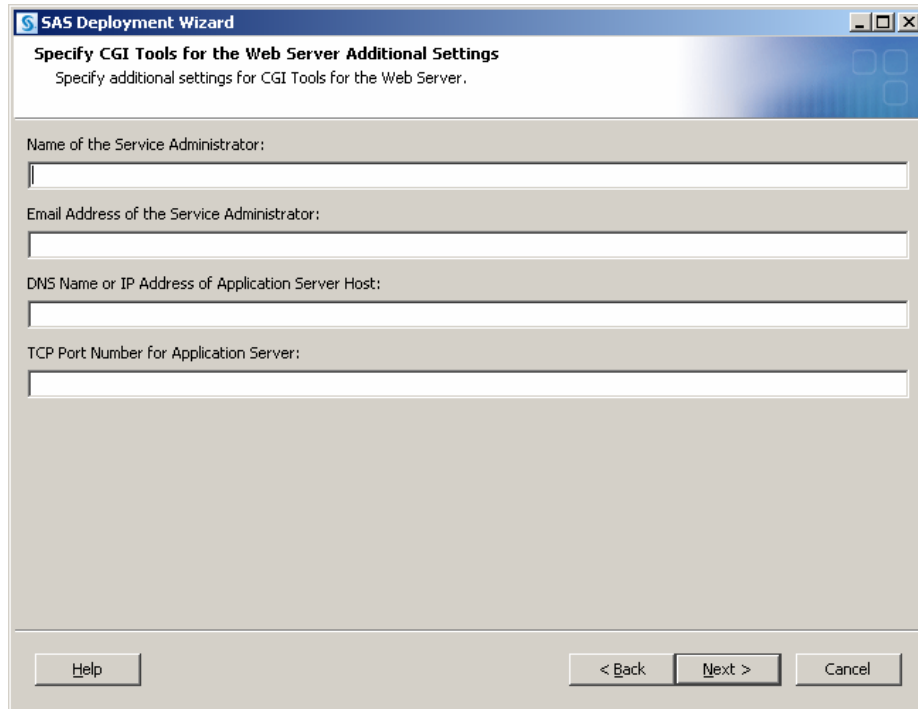 SAS Deployment Wizard
Specify CGI Tools for the Web Server Additional Settings
Specify additional settings for CGI Tools for the Web Server.
Name of the Service Administrator:
Email Address of the Service Administrator:
DNS Name or IP Address of Application Server Host:
TCP Port Number for Application Server:
Help
< Back
Next >
Cancel